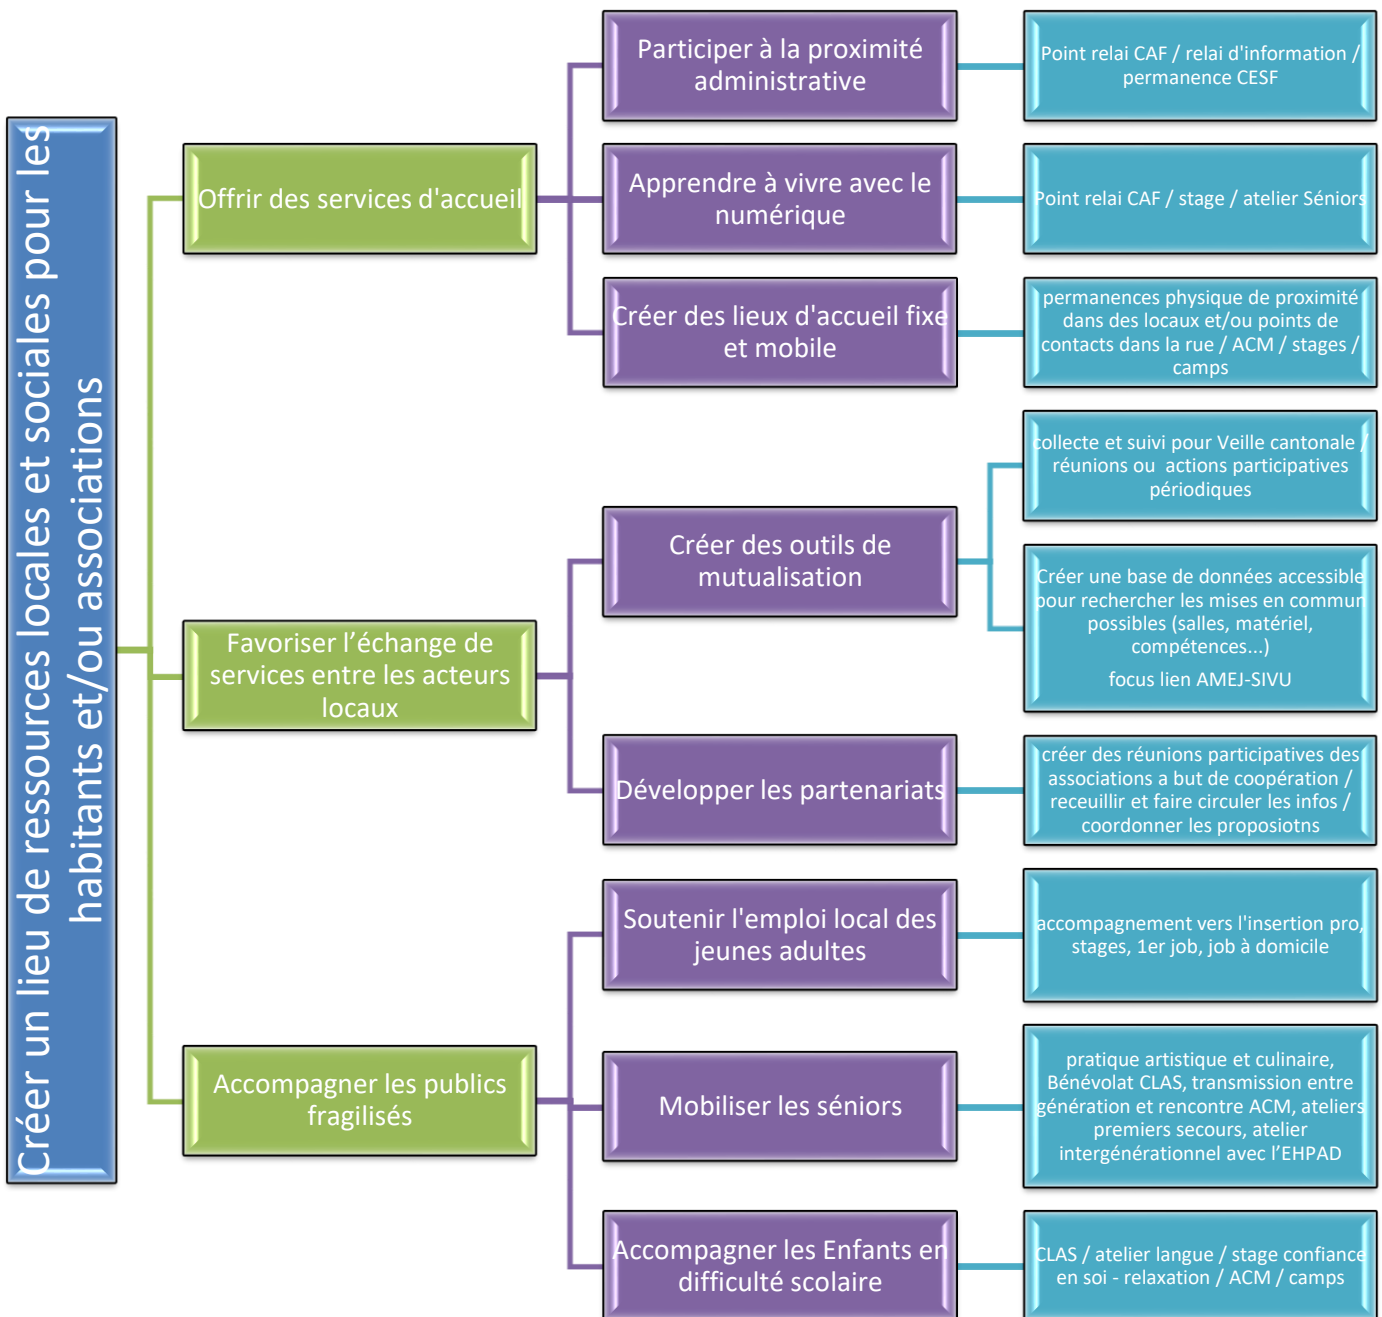 Créer un lieu de ressources locales et sociales pour les
habitants et/ou associations
Offrir des services d'accueil
Participer à la proximité
administrative
Point relai CAF / relai d'information /
permanence CESF
Apprendre à vivre avec le
numérique
Point relai CAF / stage / atelier Séniors
Créer des lieux d'accueil fixe
et mobile
permanences physique de proximité
dans des locaux et/ou points de
contacts dans la rue / ACM / stages /
camps
Favoriser l’échange de
services entre les acteurs
locaux
Créer des outils de
mutualisation
collecte et suivi pour Veille cantonale /
réunions ou  actions participatives
périodiques
Créer une base de données accessible
pour rechercher les mises en commun
possibles (salles, matériel,
compétences...)
focus lien AMEJ-SIVU
Développer les partenariats
créer des réunions participatives des
associations a but de coopération /
receuillir et faire circuler les infos /
coordonner les proposiotns
Accompagner les publics
fragilisés
Soutenir l'emploi local des
jeunes adultes
accompagnement vers l'insertion pro,
stages, 1er job, job à domicile
Mobiliser les séniors
pratique artistique et culinaire,
Bénévolat CLAS, transmission entre
génération et rencontre ACM, ateliers
premiers secours, atelier
intergénérationnel avec l’EHPAD
Accompagner les Enfants en
difficulté scolaire
CLAS / atelier langue / stage confiance
en soi - relaxation / ACM / camps